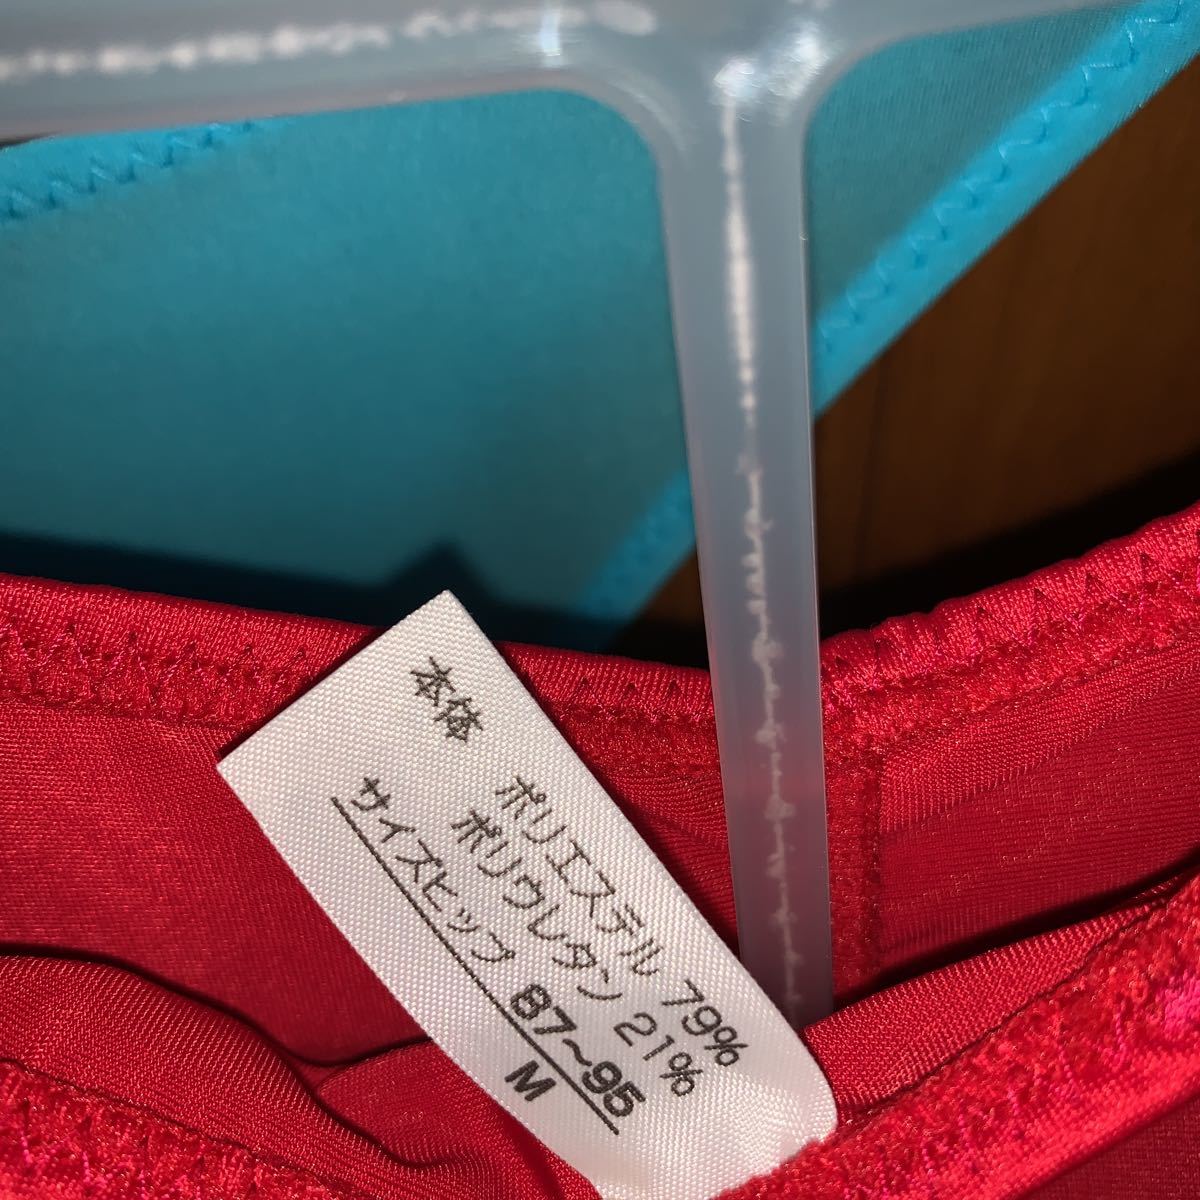 本体
ポリエステル 79%
ポリウレタン 21%
サイズヒップ 87~95
M